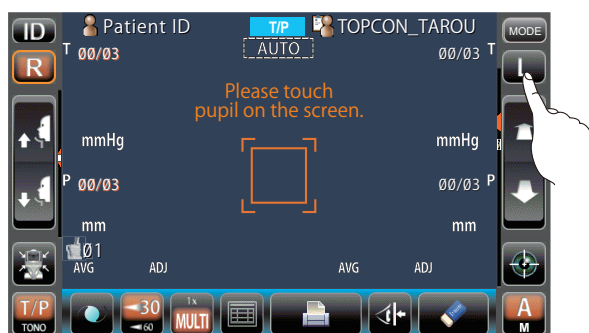 ID Patient ID T/P TOPCON_TAROU MODE
R T 00/03 AUTO 00/03 T L
Please touch
pupil on the screen.
mmHg mmHg
P 00/03 00/03 P
mm mm
01
AVG ADJ AVG ADJ
T/P TONO 30 60 1x MULTI A M